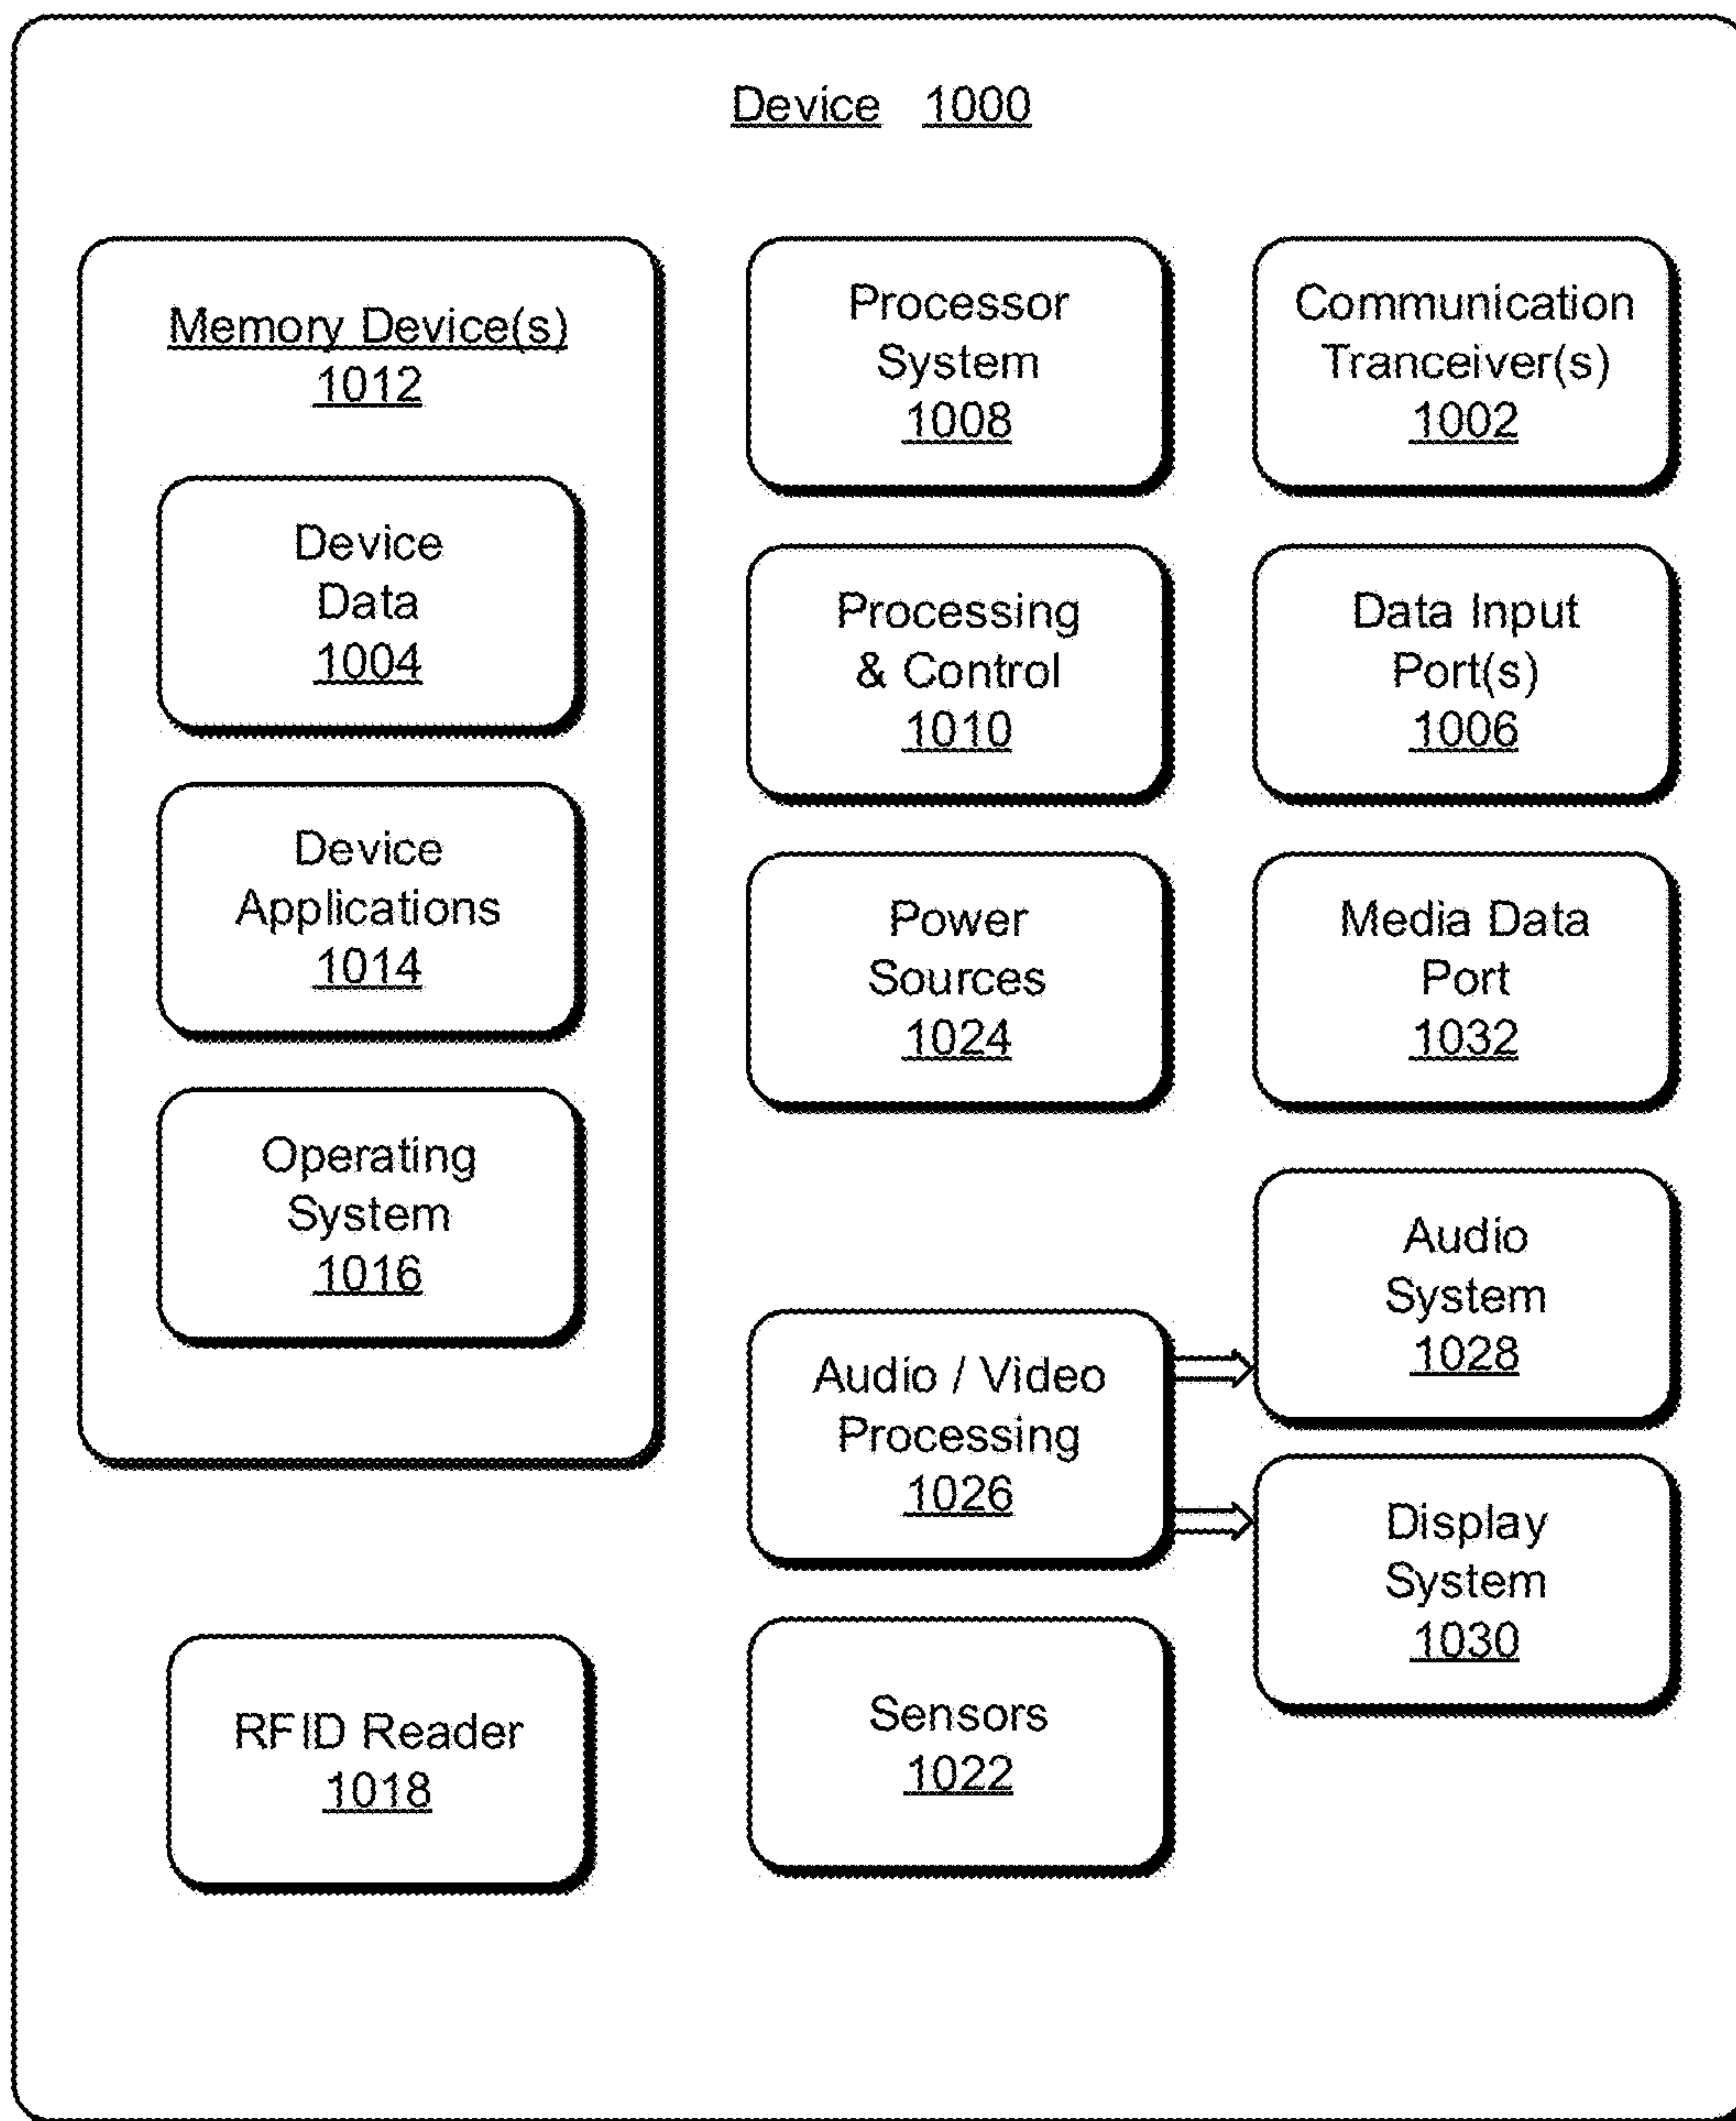 Device 1000
Memory Device(s)
1012
Device
Data
1004
Device
Applications
1014
Operating
System
1016
RFID Reader
1018
Processor
System
1008
Processing
& Control
1010
Power
Sources
1024
Audio / Video
Processing
1026
Sensors
1022
Communication
Tranceiver(s)
1002
Data Input
Port(s)
1006
Media Data
Port
1032
Audio
System
1028
Display
System
1030